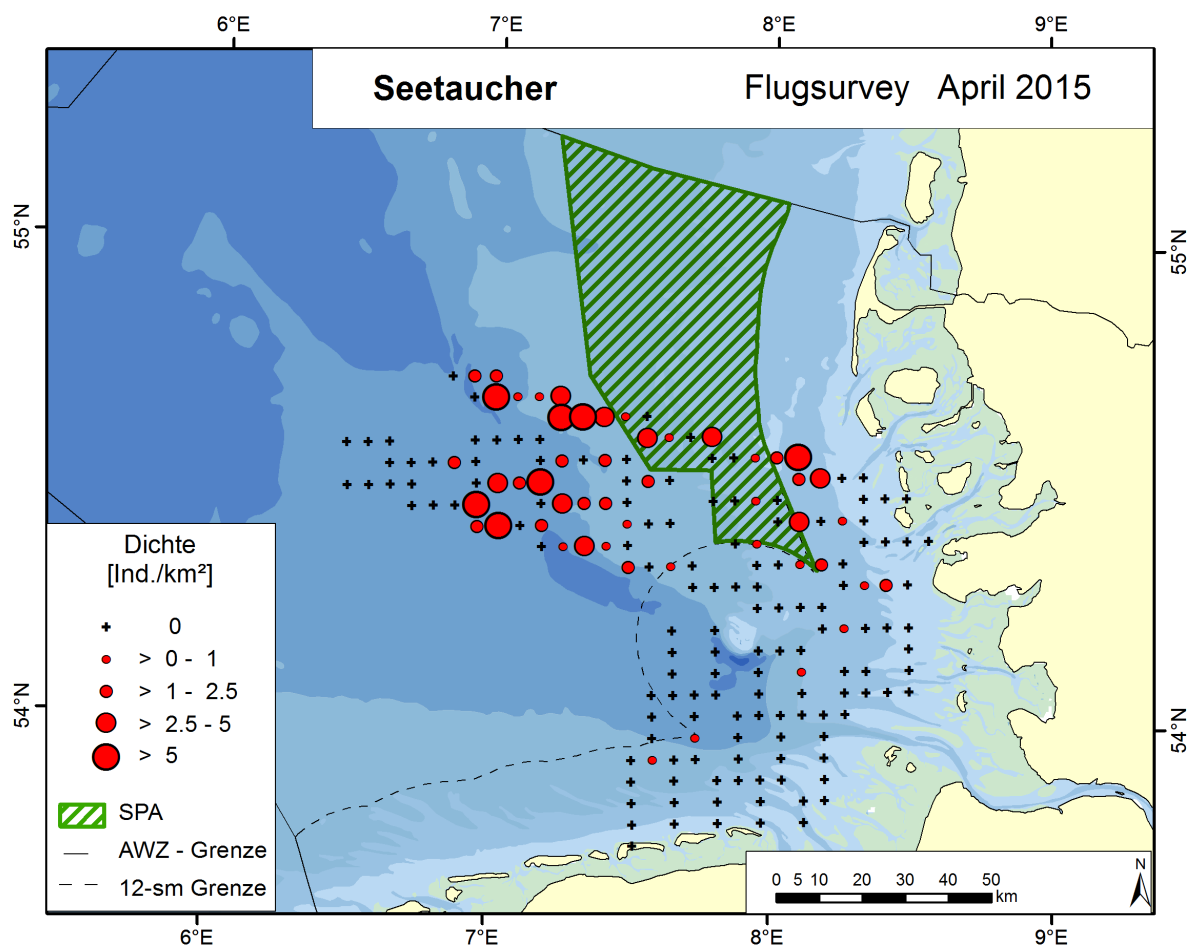 6°E 7°E 8°E 9°E
Seetaucher Flugsurvey April 2015
55°N 55°N
Dichte
[Ind./km²]
0
> 0 - 1
> 1 - 2.5
> 2.5 - 5
> 5
SPA
AWZ - Grenze
12-sm Grenze
54°N 54°N
N
0 5 10 20 30 40 50
km
6°E 7°E 8°E 9°E